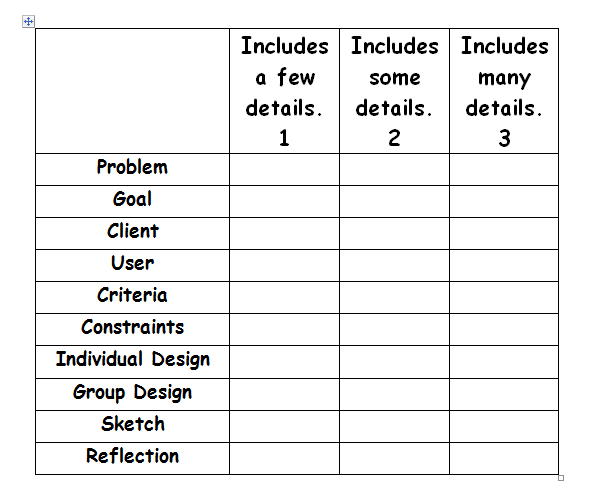 Includes a few details. 1
Includes some details. 2
Includes many details. 3
Problem
Goal
Client
User
Criteria
Constraints
Individual Design
Group Design
Sketch
Reflection